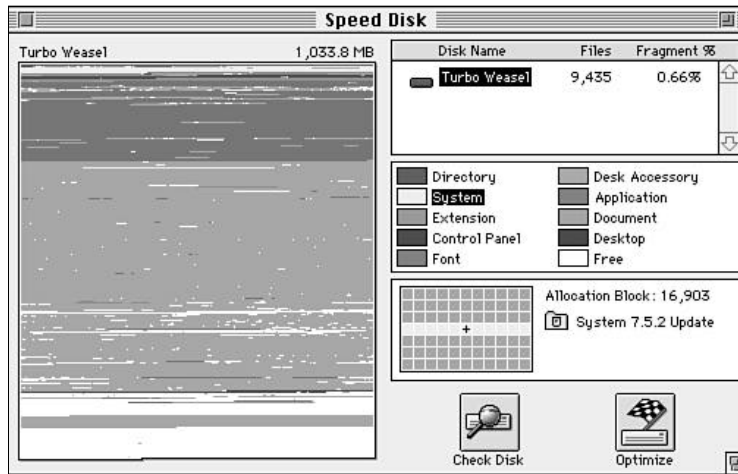 Speed Disk
Turbo Weasel 1,033.8 MB
Disk Name Files Fragment %
Turbo Weasel 9,435 0.66%
Directory Desk Accessory
System Application
Extension Document
Control Panel Desktop
Font Free
Allocation Block: 16,903
System 7.5.2 Update
Check Disk Optimize